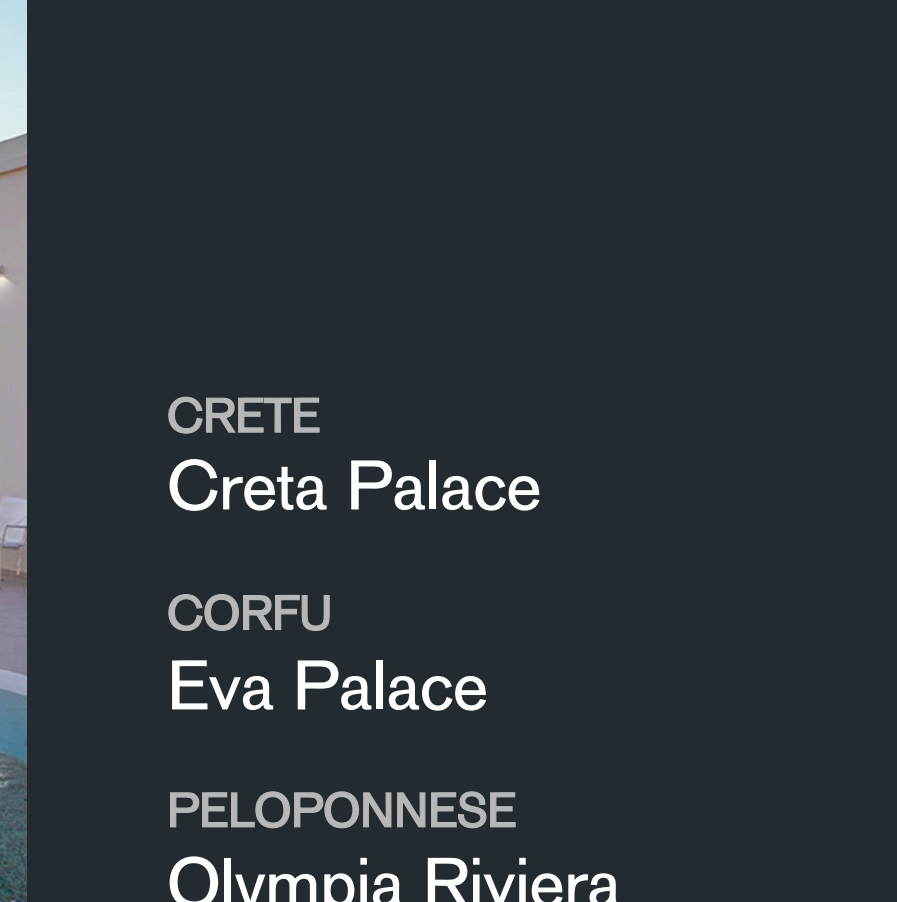 CRETE
Creta Palace
CORFU
Eva Palace
PELOPONNESE
Olympia Riviera